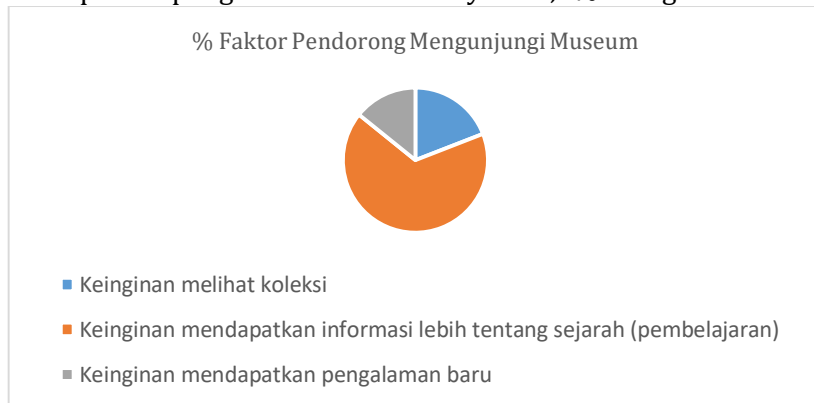 % Faktor Pendorong Mengunjungi Museum
Keinginan melihat koleksi
Keinginan mendapatkan informasi lebih tentang sejarah (pembelajaran)
Keinginan mendapatkan pengalaman baru